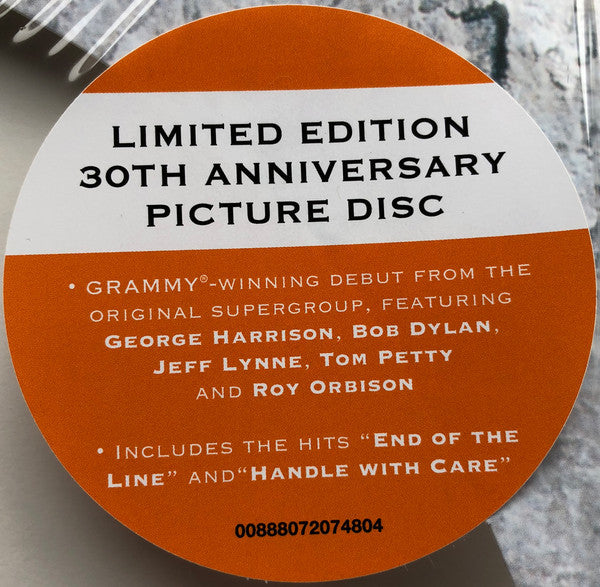 LIMITED EDITION
30TH ANNIVERSARY
PICTURE DISC
• GRAMMY®-WINNING DEBUT FROM THE
ORIGINAL SUPERGROUP, FEATURING
GEORGE HARRISON, BOB DYLAN,
JEFF LYNNE, TOM PETTY
AND ROY ORBISON
• INCLUDES THE HITS “END OF THE
LINE” AND“HANDLE WITH CARE”
00888072074804